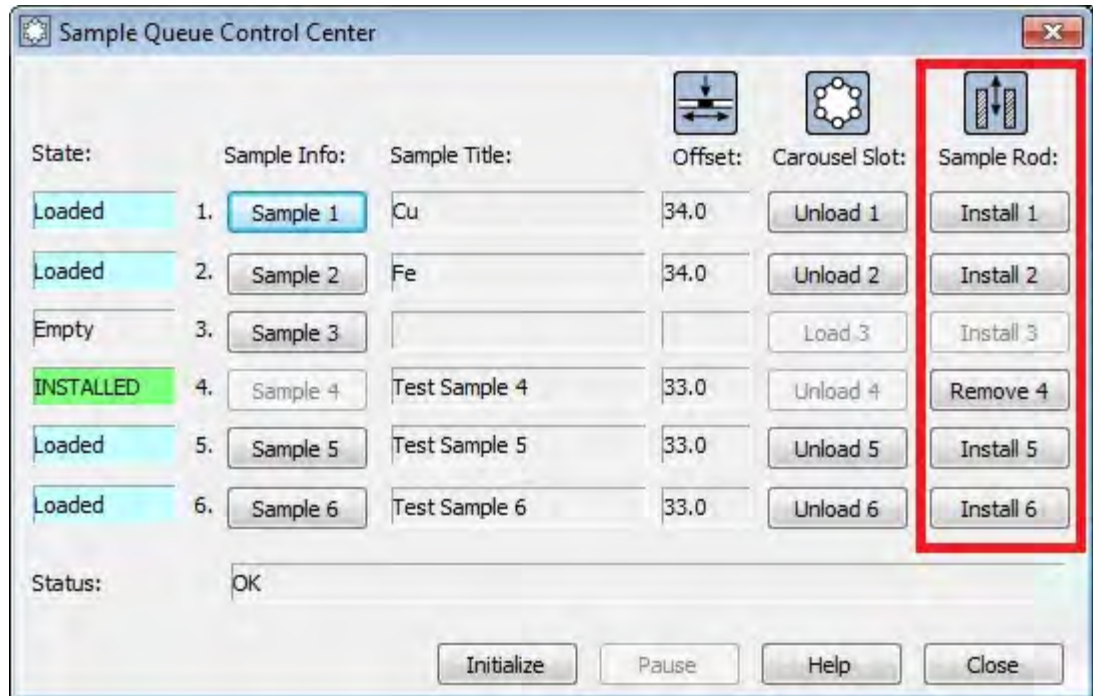 Sample Queue Control Center
State: Sample Info: Sample Title: Offset: Carousel Slot: Sample Rod:
Loaded 1. Sample 1 Cu 34.0 Unload 1 Install 1
Loaded 2. Sample 2 Fe 34.0 Unload 2 Install 2
Empty 3. Sample 3 Load 3 Install 3
INSTALLED 4. Sample 4 Test Sample 4 33.0 Unload 4 Remove 4
Loaded 5. Sample 5 Test Sample 5 33.0 Unload 5 Install 5
Loaded 6. Sample 6 Test Sample 6 33.0 Unload 6 Install 6
Status: OK
Initialize Pause Help Close